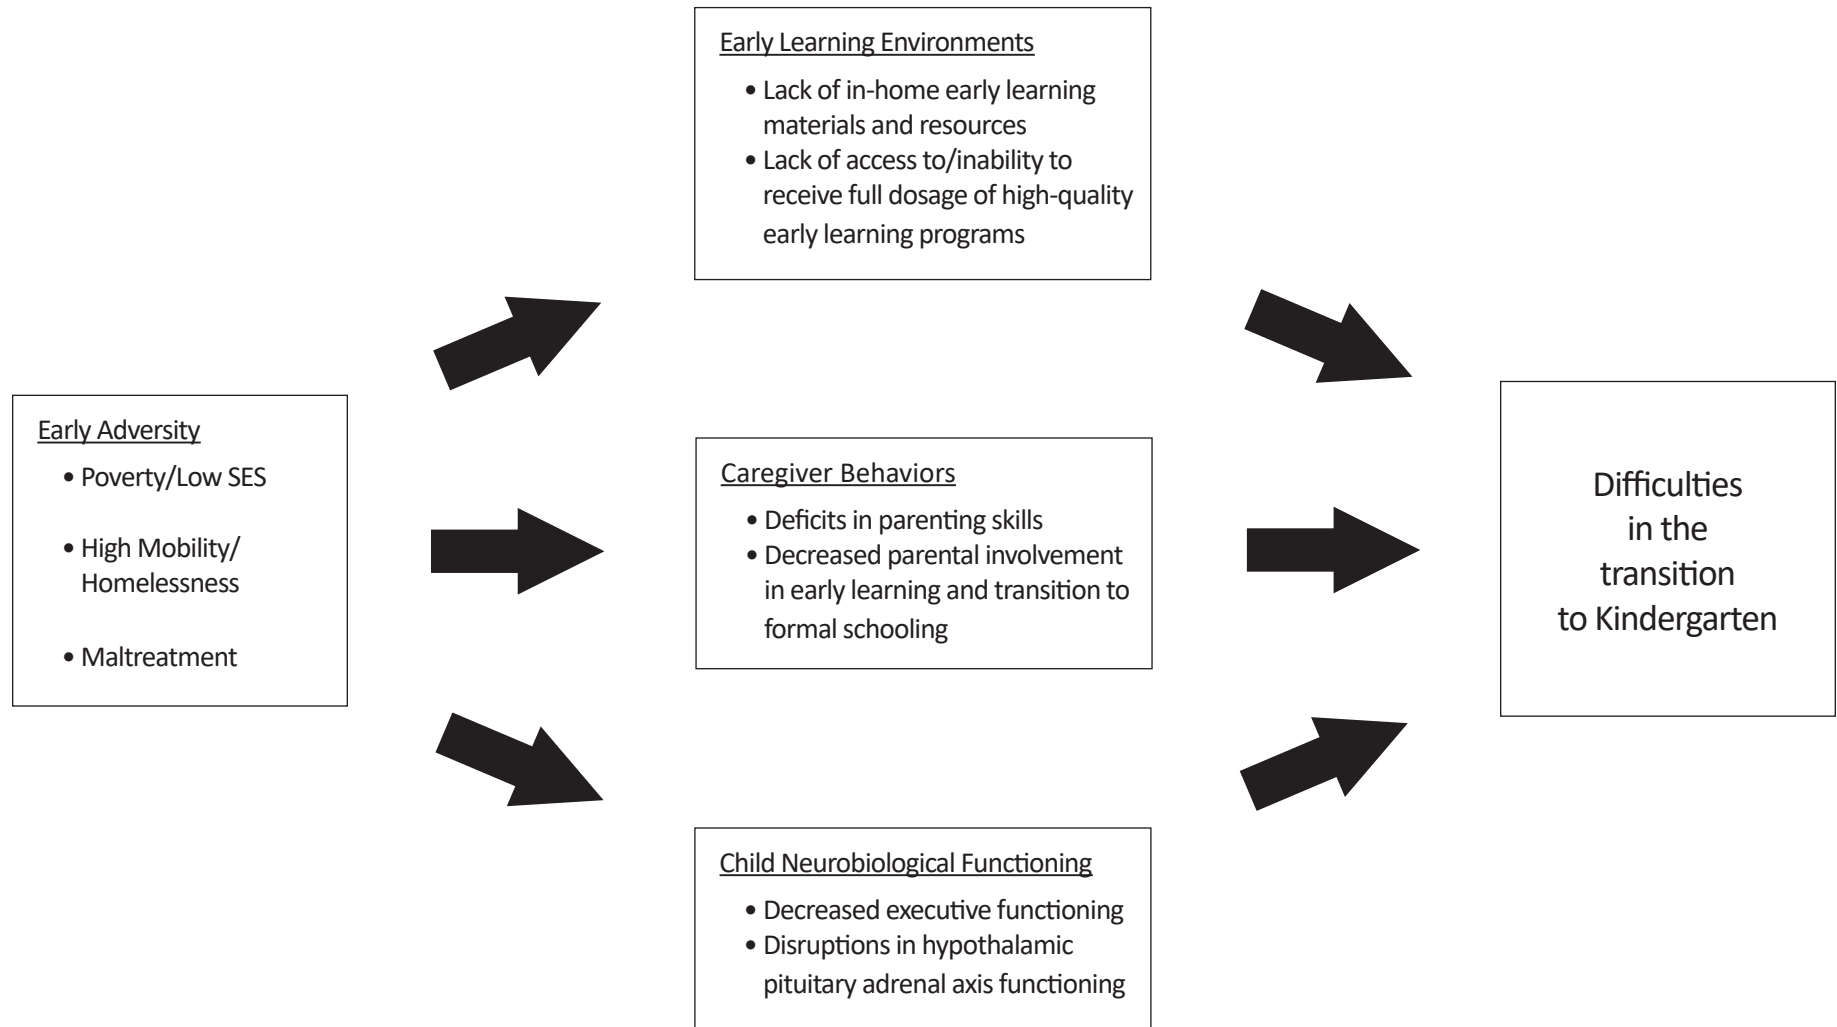 Early Learning Environments
• Lack of in-home early learning
materials and resources
• Lack of access to/inability to
receive full dosage of high-quality
early learning programs
Early Adversity
• Poverty/Low SES
• High Mobility/
Homelessness
• Maltreatment
Caregiver Behaviors
• Deficits in parenting skills
• Decreased parental involvement
in early learning and transition to
formal schooling
Difficulties
in the
transition
to Kindergarten
Child Neurobiological Functioning
• Decreased executive functioning
• Disruptions in hypothalamic
pituitary adrenal axis functioning